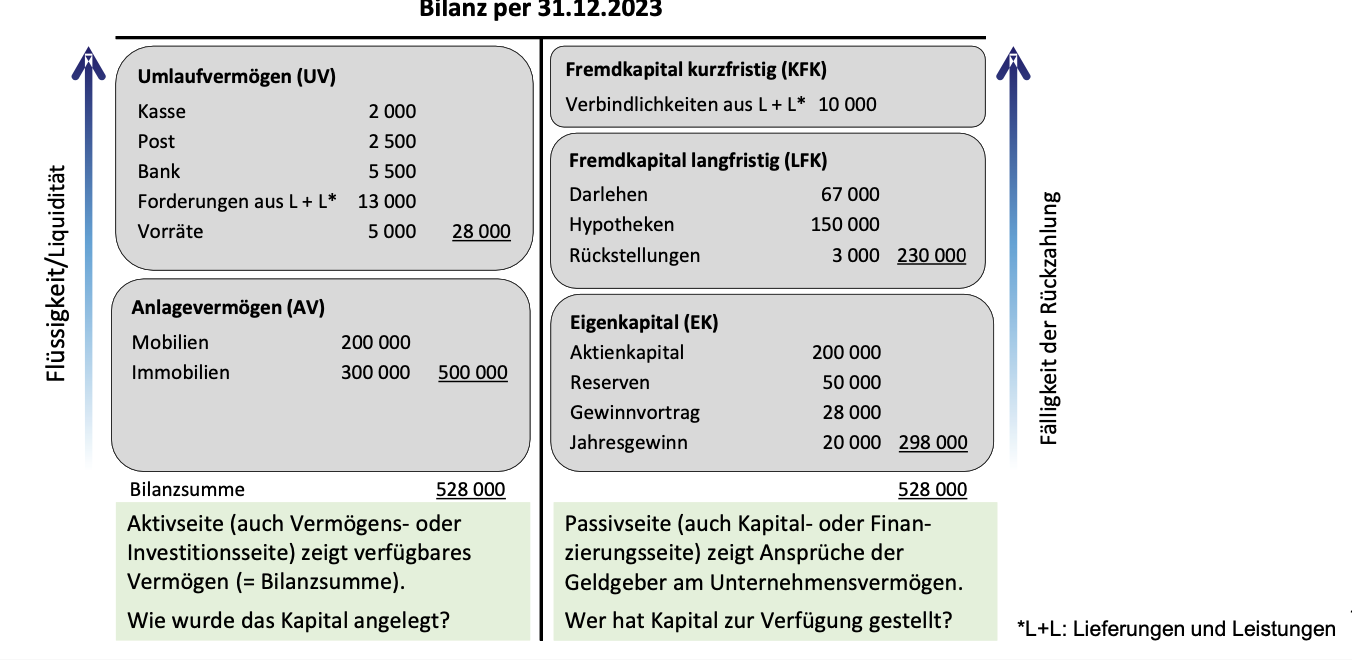 Bilanz per 31.12.2023
Flüssigkeit/Liquidität
Umlaufvermögen (UV)
Kasse 2 000
Post 2 500
Bank 5 500
Forderungen aus L + L* 13 000
Vorräte 5 000 28 000
Anlagevermögen (AV)
Mobilien 200 000
Immobilien 300 000 500 000
Bilanzsumme 528 000
Aktivseite (auch Vermögens- oder
Investitionsseite) zeigt verfügbares
Vermögen (= Bilanzsumme).
Wie wurde das Kapital angelegt?
Fremdkapital kurzfristig (KFK)
Verbindlichkeiten aus L + L* 10 000
Fremdkapital langfristig (LFK)
Darlehen 67 000
Hypotheken 150 000
Rückstellungen 3 000 230 000
Eigenkapital (EK)
Aktienkapital 200 000
Reserven 50 000
Gewinnvortrag 28 000
Jahresgewinn 20 000 298 000
528 000
Passivseite (auch Kapital- oder Finan-
zierungsseite) zeigt Ansprüche der
Geldgeber am Unternehmensvermögen.
Wer hat Kapital zur Verfügung gestellt?
Fälligkeit der Rückzahlung
*L+L: Lieferungen und Leistungen